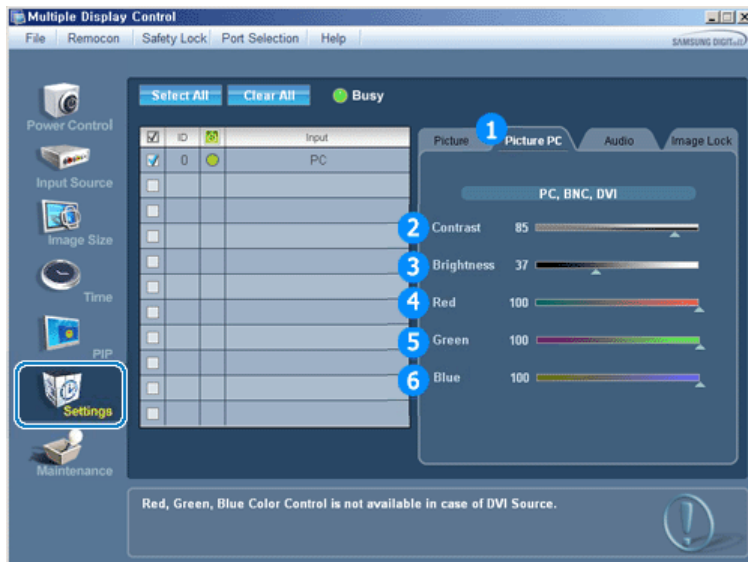 Multiple Display Control
File Remocon Safety Lock Port Selection Help
SAMSUNG DIGITall
Select All Clear All Busy
Power Control
Input Source
Image Size
Time
PIP
Settings
Maintenance
ID Input
0 PC
1
Picture Picture PC Audio Image Lock
PC, BNC, DVI
2 Contrast 85
3 Brightness 37
4 Red 100
5 Green 100
6 Blue 100
Red, Green, Blue Color Control is not available in case of DVI Source.